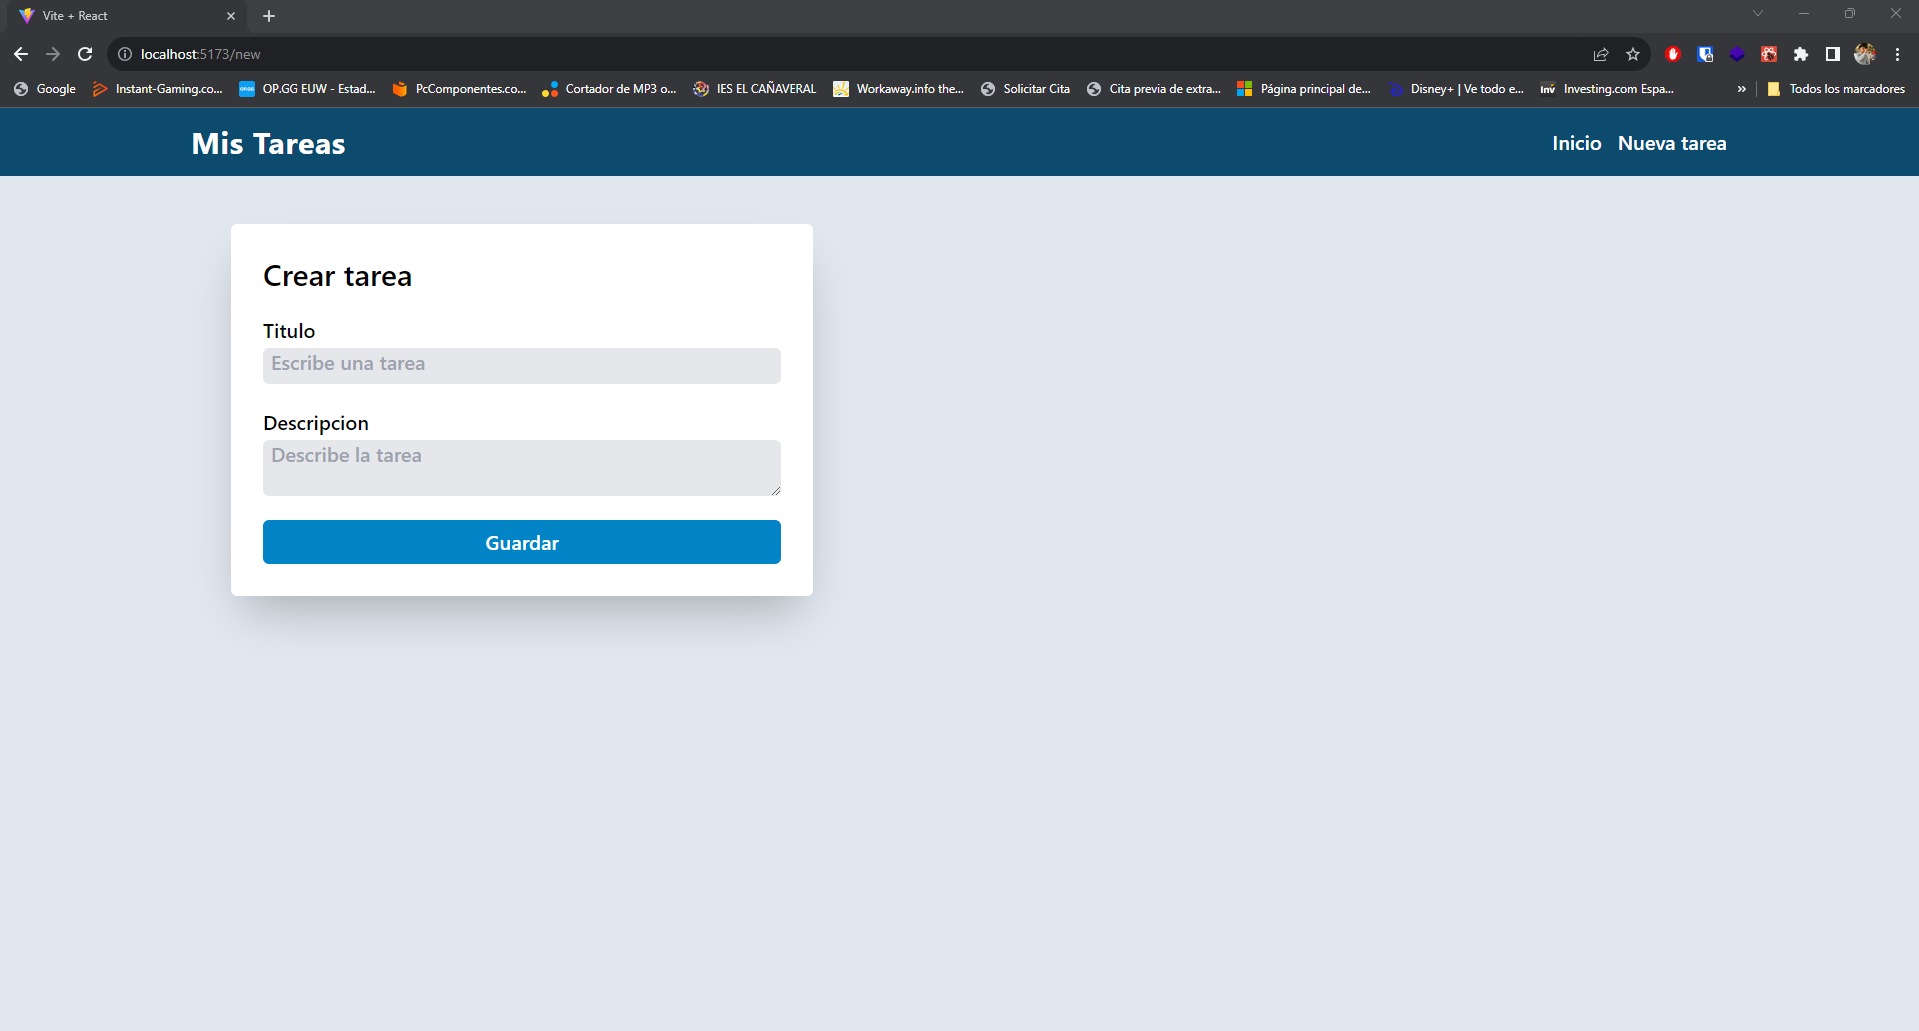 Vite + React
localhost:5173/new
Google Instant-Gaming.co... OP.GG EUW - Estad... PcComponentes.co... Cortador de MP3 o... IES EL CAÑAVERAL Workaway.info the... Solicitar Cita Cita previa de extra... Página principal de... Disney+ | Ve todo e... Inv Investing.com Espa... » Todos los marcadores
Mis Tareas Inicio Nueva tarea
Crear tarea
Titulo
Escribe una tarea
Descripcion
Describe la tarea
Guardar